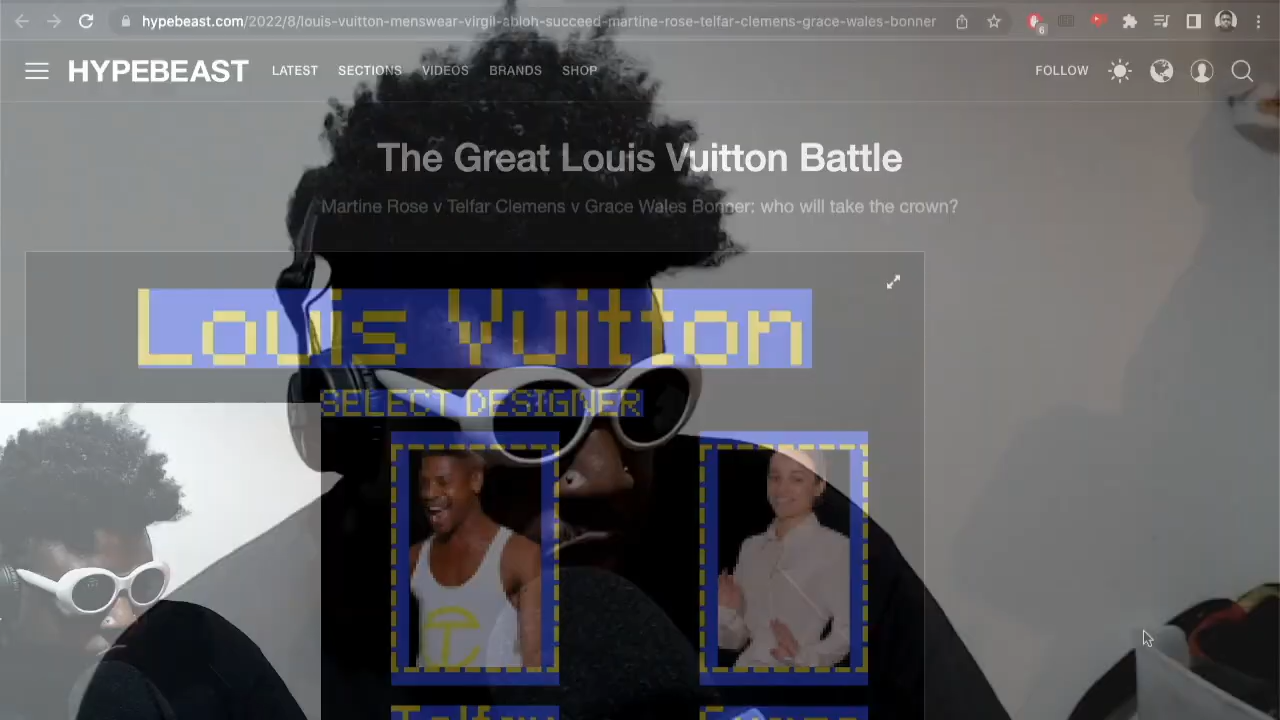 hypebeast.com/2022/8/louis-vuitton-menswear-virgil-abloh-succeed-martine-rose-telfar-clemens-grace-wales-bonner
6
HYPEBEAST LATEST SECTIONS VIDEOS BRANDS SHOP FOLLOW
The Great Louis Vuitton Battle
Martine Rose v Telfar Clemens v Grace Wales Bonner: who will take the crown?
Louis Vuitton
SELECT DESIGNER